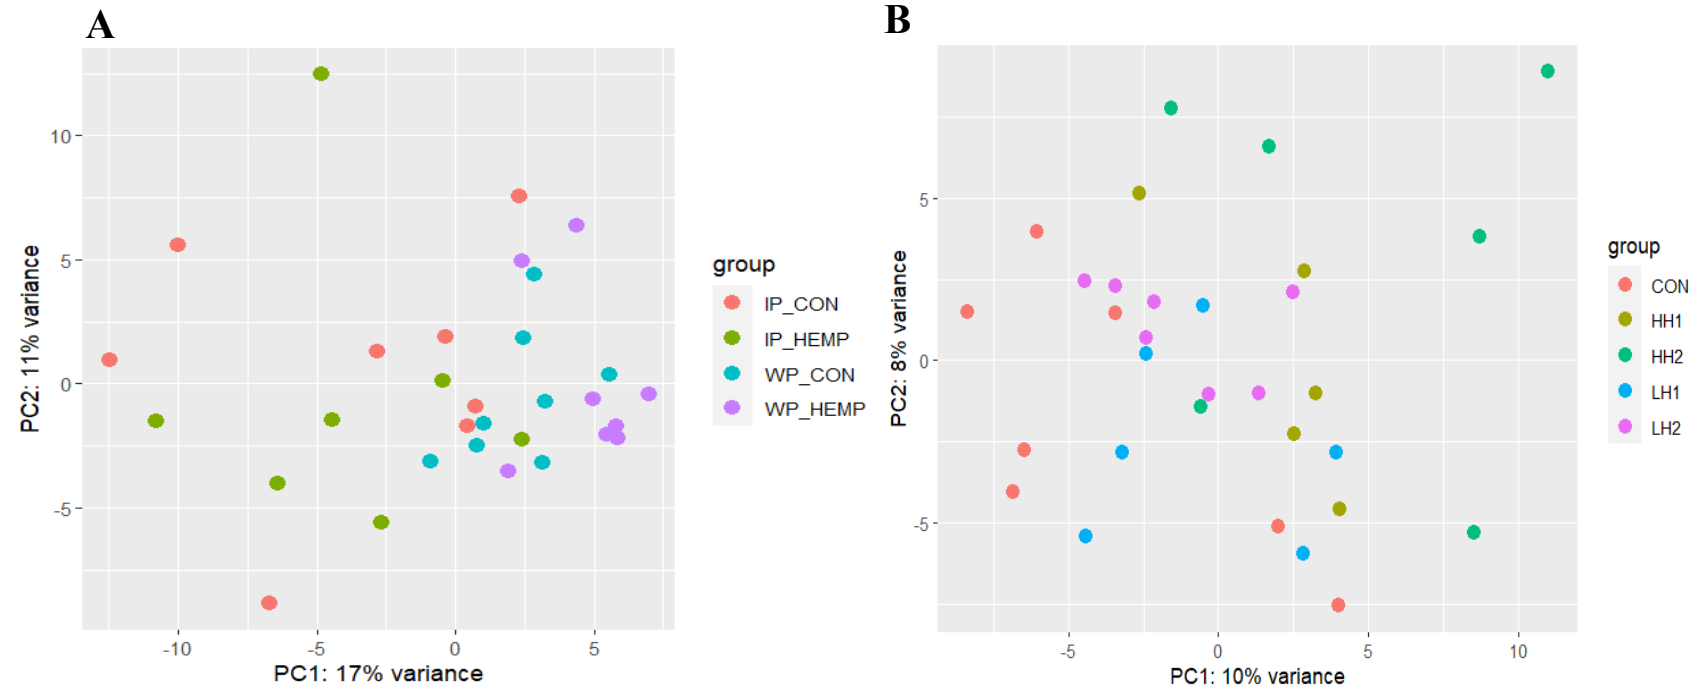 A
10
5
0
-5
-10
-5
0
5
PC2: 11% variance
PC1: 17% variance
group
IP_CON
IP_HEMP
WP_CON
WP_HEMP
B
5
0
-5
-5
0
5
10
PC2: 8% variance
PC1: 10% variance
group
CON
HH1
HH2
LH1
LH2